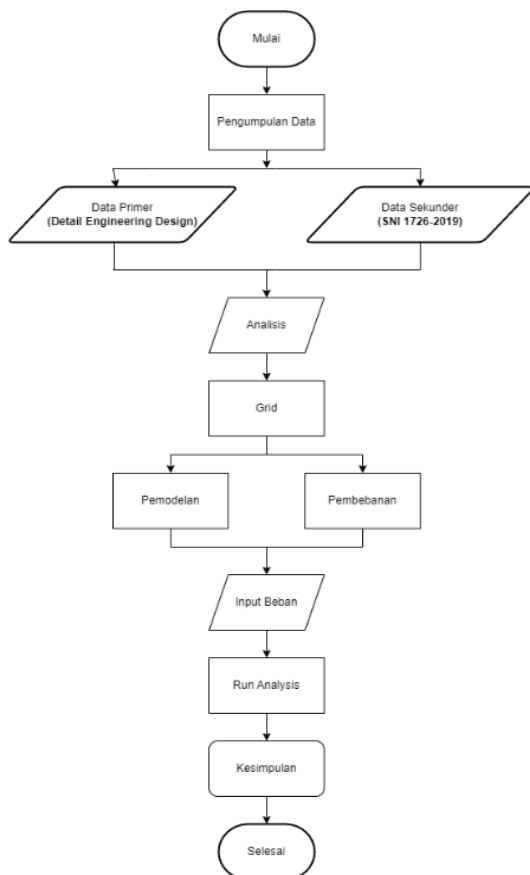 Mulai
Pengumpulan Data
Data Primer
(Detail Engineering Design)
Data Sekunder
(SNI 1726-2019)
Analisis
Grid
Pemodelan
Pembebanan
Input Beban
Run Analysis
Kesimpulan
Selesai